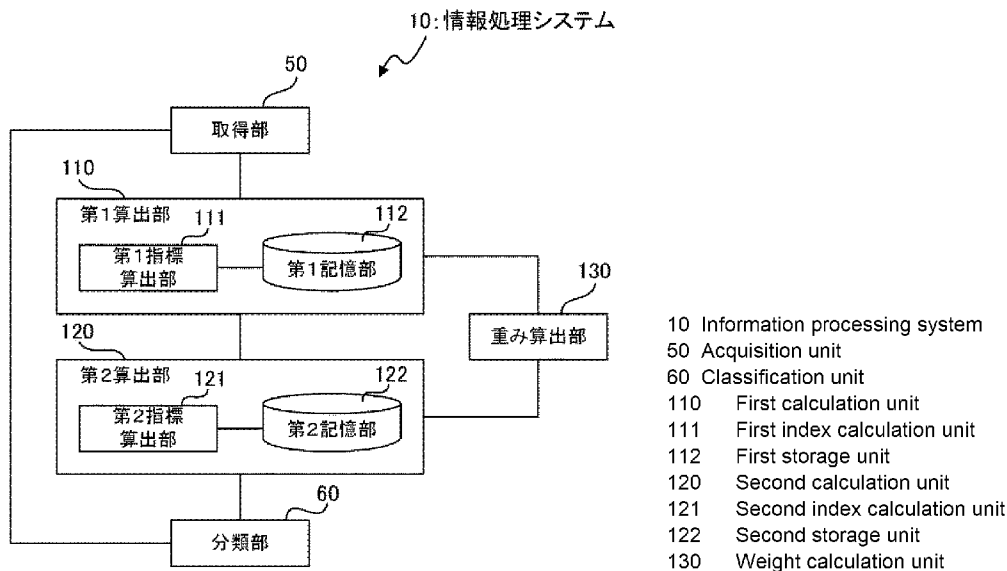 10:情報処理システム
50
取得部
110
第1算出部
111
112
第1指標
算出部
第1記憶部
130
重み算出部
120
第2算出部
121
122
第2指標
算出部
第2記憶部
60
分類部
10 Information processing system
50 Acquisition unit
60 Classification unit
110 First calculation unit
111 First index calculation unit
112 First storage unit
120 Second calculation unit
121 Second index calculation unit
122 Second storage unit
130 Weight calculation unit